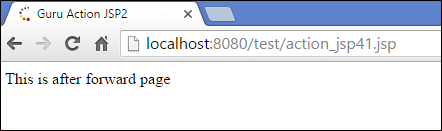 Guru Action JSP2
localhost:8080/test/action_jsp41.jsp
This is after forward page